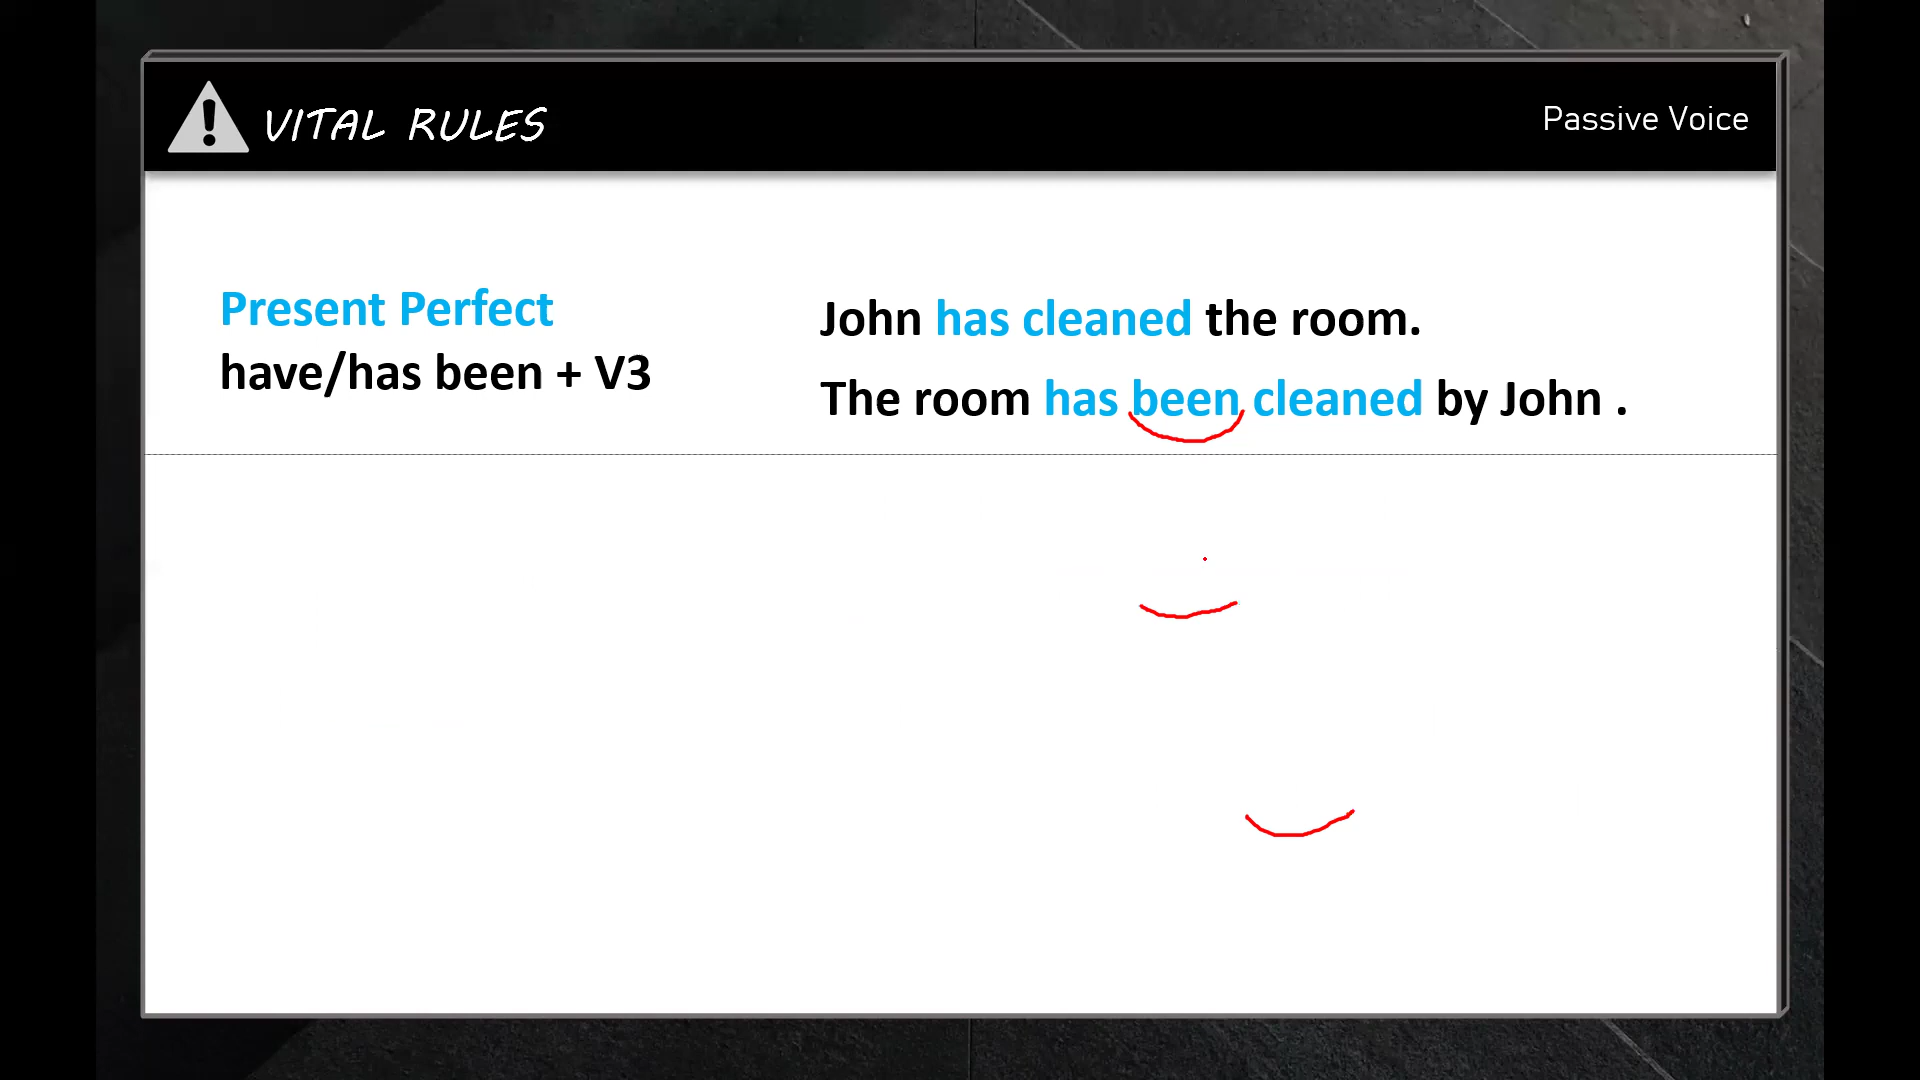 VITAL RULES
Passive Voice
Present Perfect
have/has been + V3
John has cleaned the room.
The room has been cleaned by John .